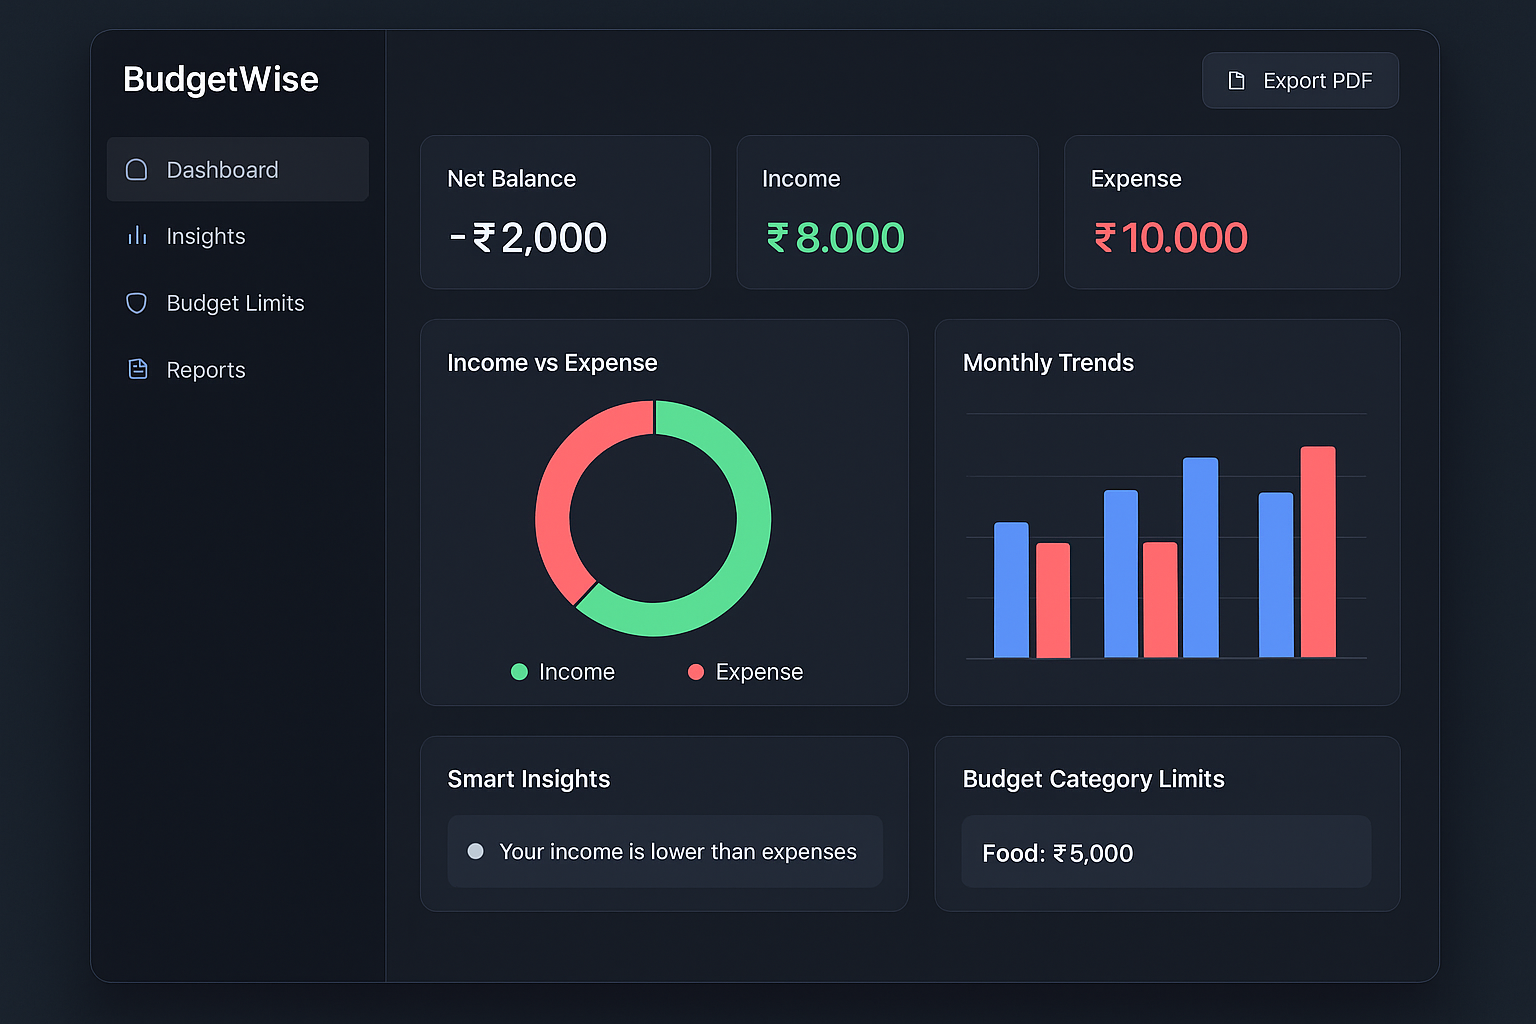 BudgetWise
Export PDF
Dashboard
Insights
Budget Limits
Reports
Net Balance
-₹2,000
Income
₹8.000
Expense
₹10.000
Income vs Expense
Income
Expense
Monthly Trends
Smart Insights
Your income is lower than expenses
Budget Category Limits
Food: ₹5,000